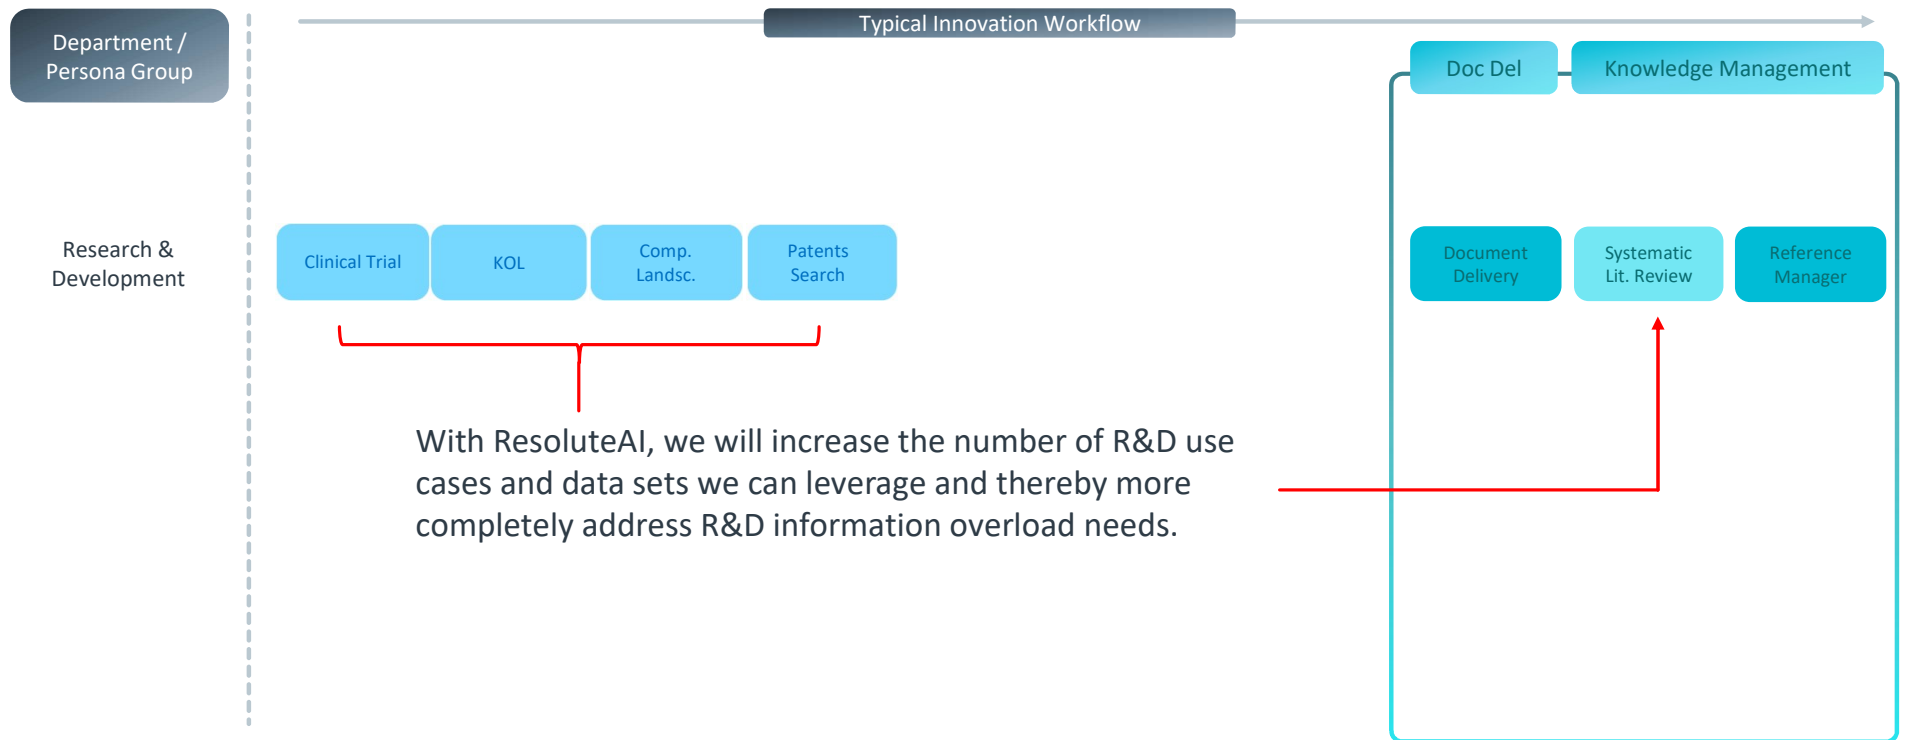 Department /
Persona Group
Typical Innovation Workflow
Doc Del
Knowledge Management
Research &
Development
Clinical Trial
KOL
Comp.
Landsc.
Patents
Search
Document
Delivery
Systematic
Lit. Review
Reference
Manager
With ResoluteAI, we will increase the number of R&D use
cases and data sets we can leverage and thereby more
completely address R&D information overload needs.